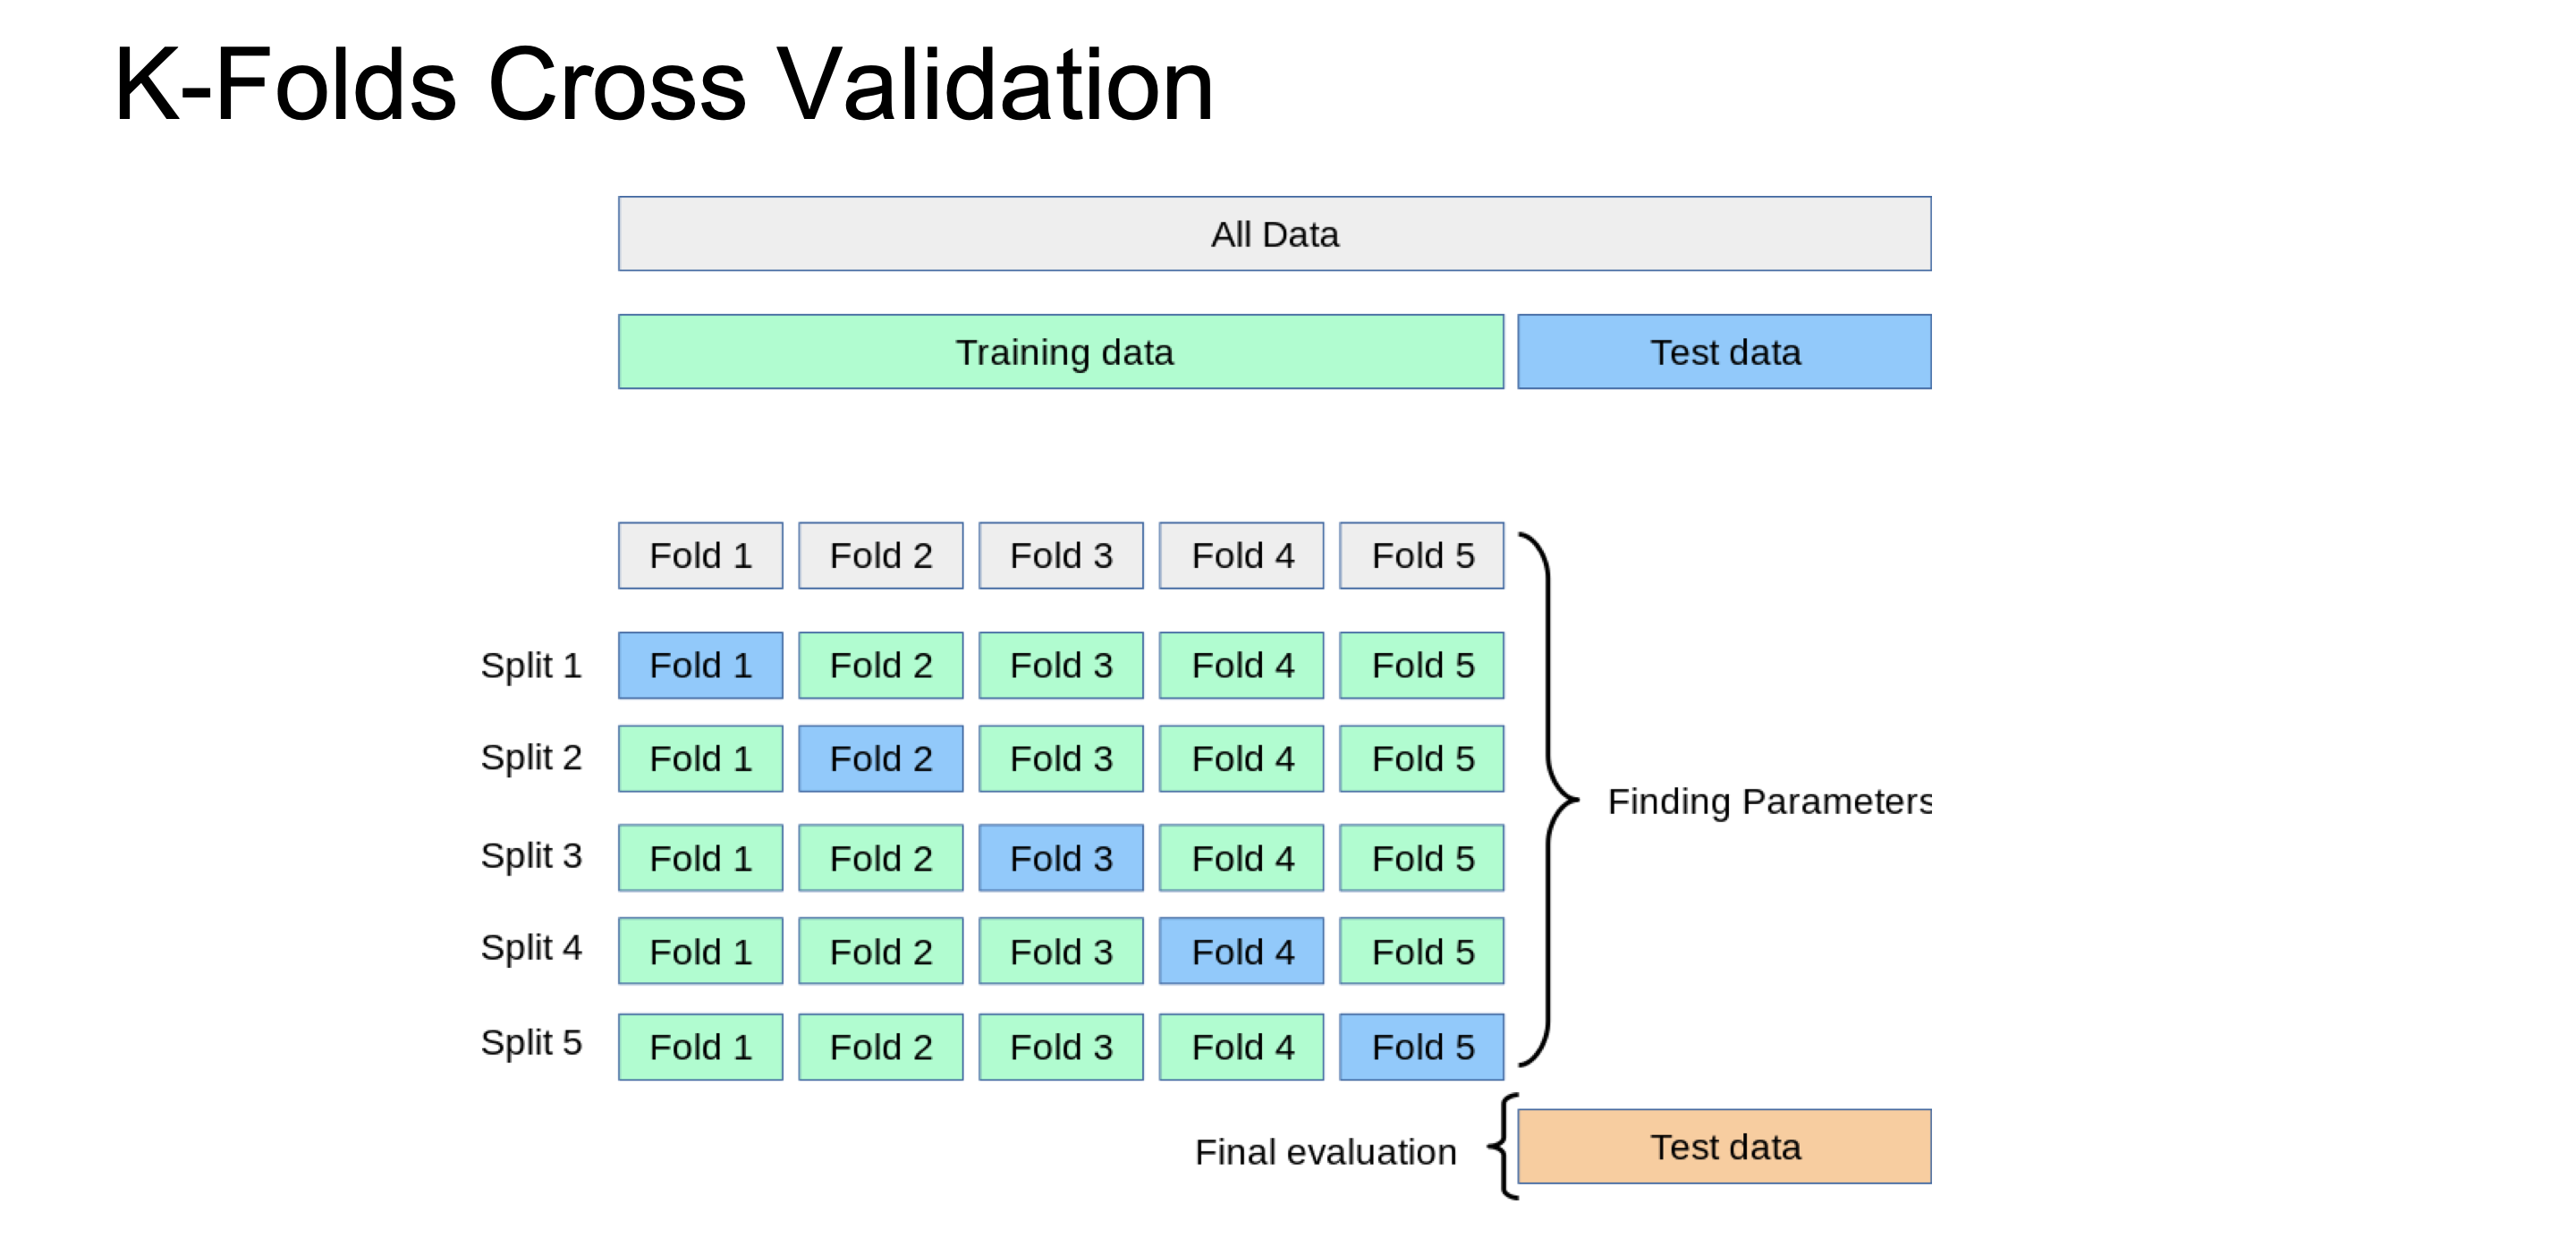 K-Folds Cross Validation
All Data
Training data Test data
Fold 1 Fold 2 Fold 3 Fold 4 Fold 5
Split 1 Fold 1 Fold 2 Fold 3 Fold 4 Fold 5
Split 2 Fold 1 Fold 2 Fold 3 Fold 4 Fold 5
Finding Parameters
Split 3 Fold 1 Fold 2 Fold 3 Fold 4 Fold 5
Split 4 Fold 1 Fold 2 Fold 3 Fold 4 Fold 5
Split 5 Fold 1 Fold 2 Fold 3 Fold 4 Fold 5
Final evaluation Test data